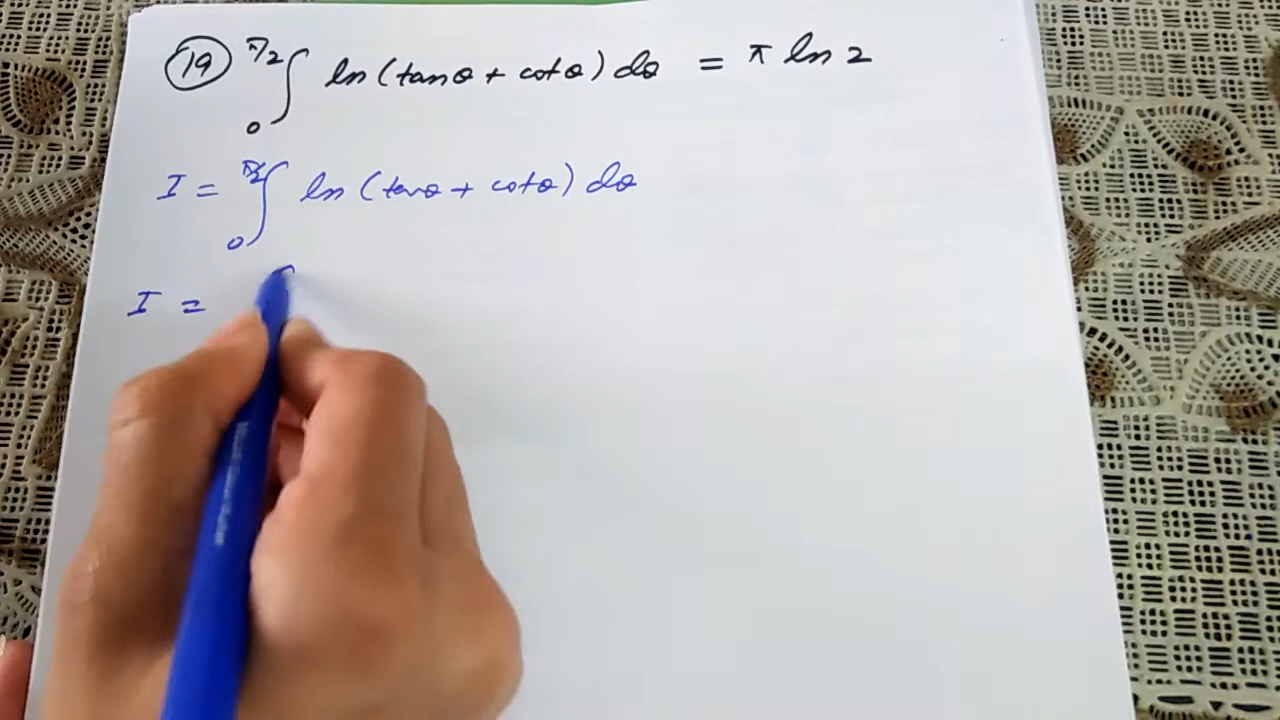 19 π/2 ∫ 0 ln(tanθ + cotθ) dθ = π ln 2
I = π/2 ∫ 0 ln(tanθ + cotθ) dθ
I = ∫